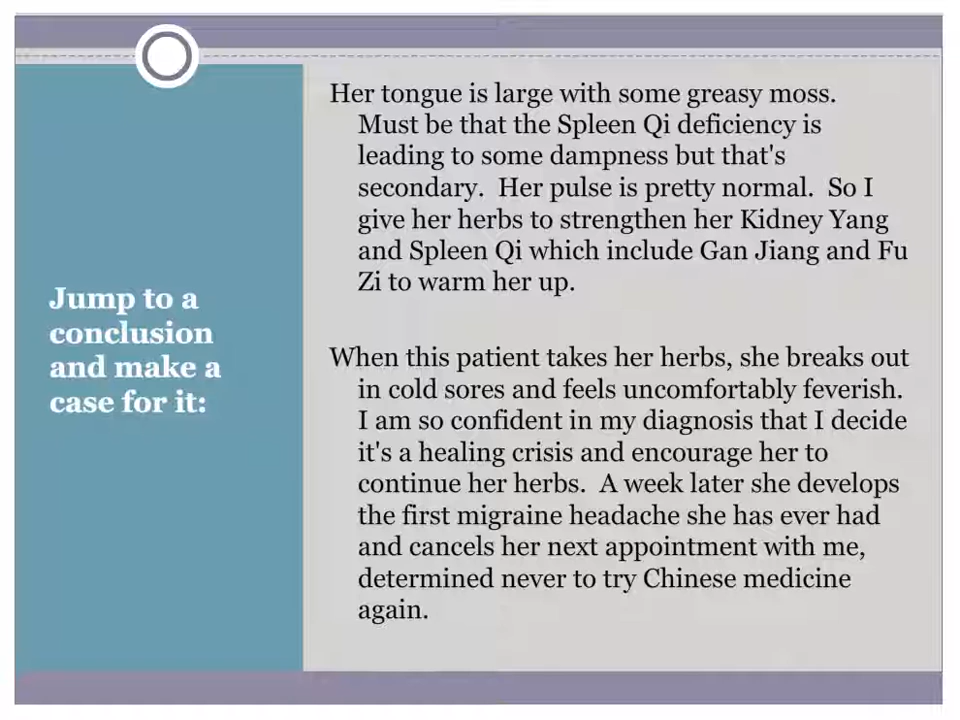 Jump to a
conclusion
and make a
case for it:
Her tongue is large with some greasy moss.
Must be that the Spleen Qi deficiency is
leading to some dampness but that's
secondary.  Her pulse is pretty normal.  So I
give her herbs to strengthen her Kidney Yang
and Spleen Qi which include Gan Jiang and Fu
Zi to warm her up.
When this patient takes her herbs, she breaks out
in cold sores and feels uncomfortably feverish.
I am so confident in my diagnosis that I decide
it's a healing crisis and encourage her to
continue her herbs.  A week later she develops
the first migraine headache she has ever had
and cancels her next appointment with me,
determined never to try Chinese medicine
again.